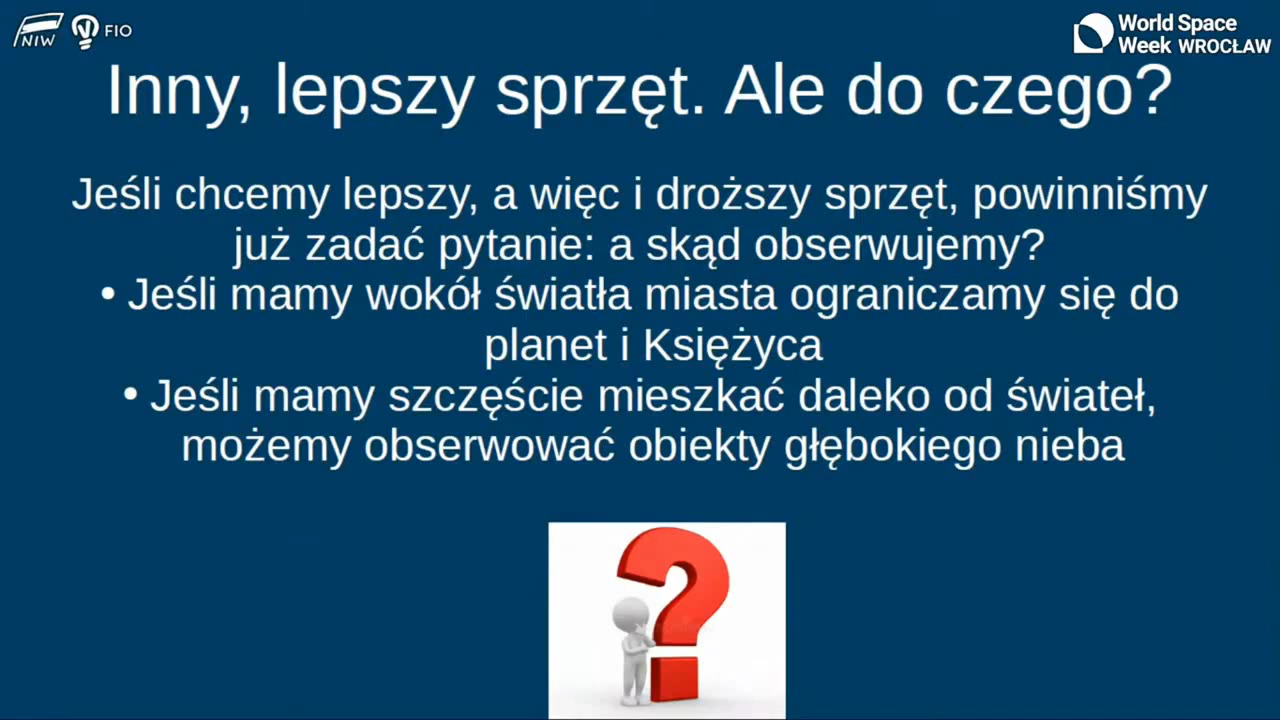 NIW FIO
World Space
Week WROCŁAW
Inny, lepszy sprzęt. Ale do czego?
Jeśli chcemy lepszy, a więc i droższy sprzęt, powinniśmy
już zadać pytanie: a skąd obserwujemy?
• Jeśli mamy wokół światła miasta ograniczamy się do
planet i Księżyca
• Jeśli mamy szczęście mieszkać daleko od świateł,
możemy obserwować obiekty głębokiego nieba